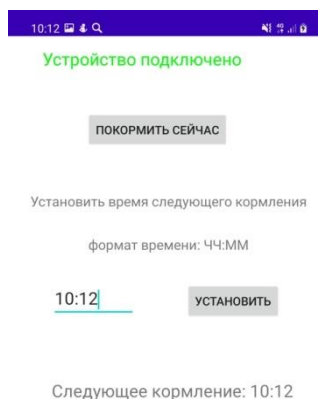 10:12
Устройство подключено
ПОКОРМИТЬ СЕЙЧАС
Установить время следующего кормления
формат времени: ЧЧ:ММ
10:12
УСТАНОВИТЬ
Следующее кормление: 10:12